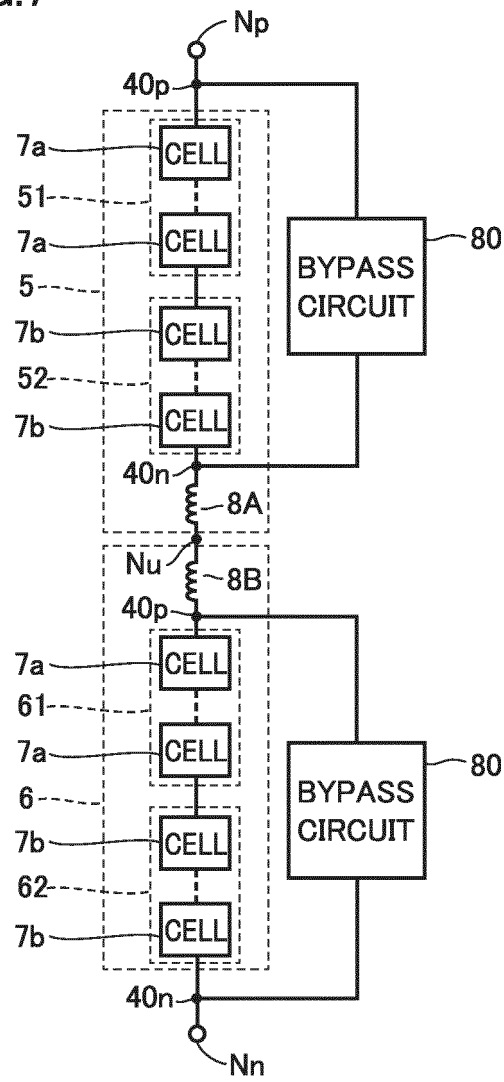 Np
40p
7a
CELL
51
7a
CELL
80
BYPASS
CIRCUIT
5
7b
CELL
52
7b
CELL
40n
8A
Nu
8B
40p
7a
CELL
61
7a
CELL
80
BYPASS
CIRCUIT
6
7b
CELL
62
7b
CELL
40n
Nn